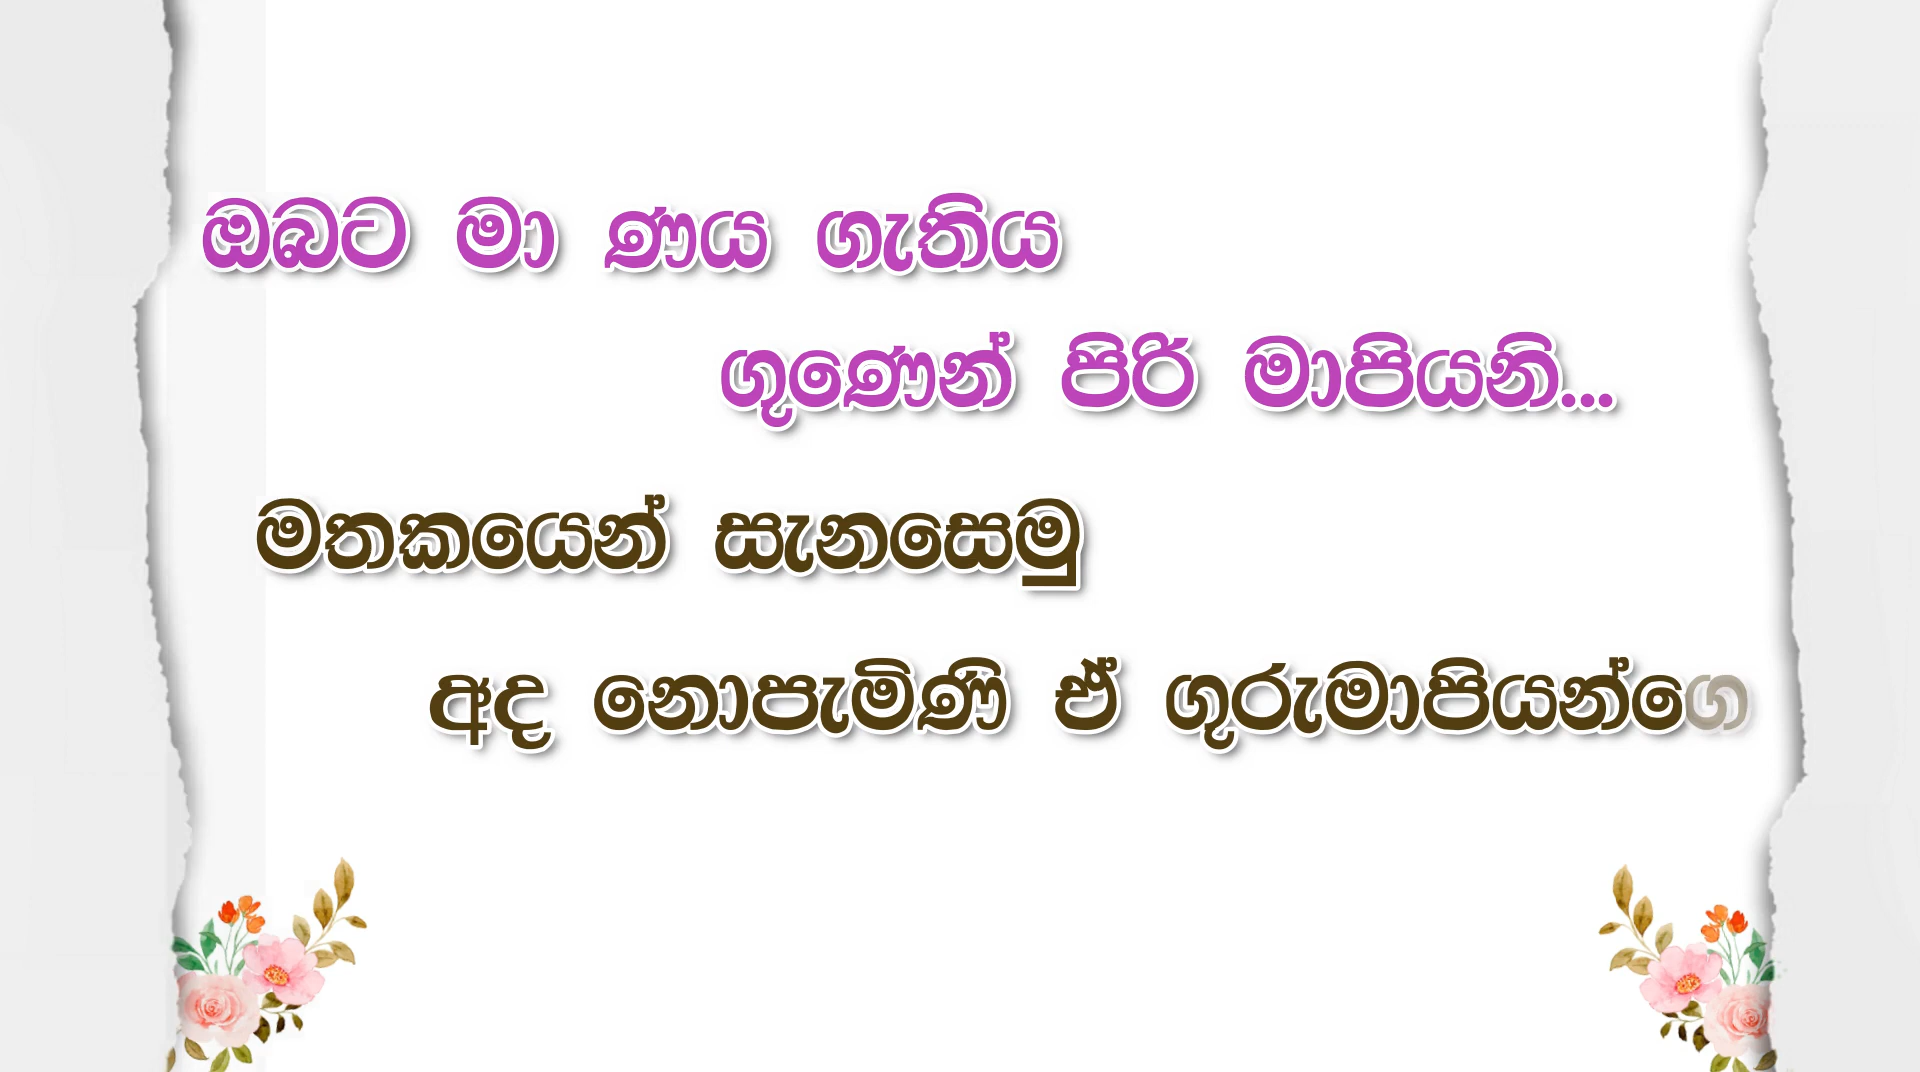 ඔබට මා ණය ගැතිය
ගුණෙන් පිරි මාපියනි...
මතකයෙන් සැනසෙමු
අද නොපැමිණි ඒ ගුරුමාපියන්ගෙ